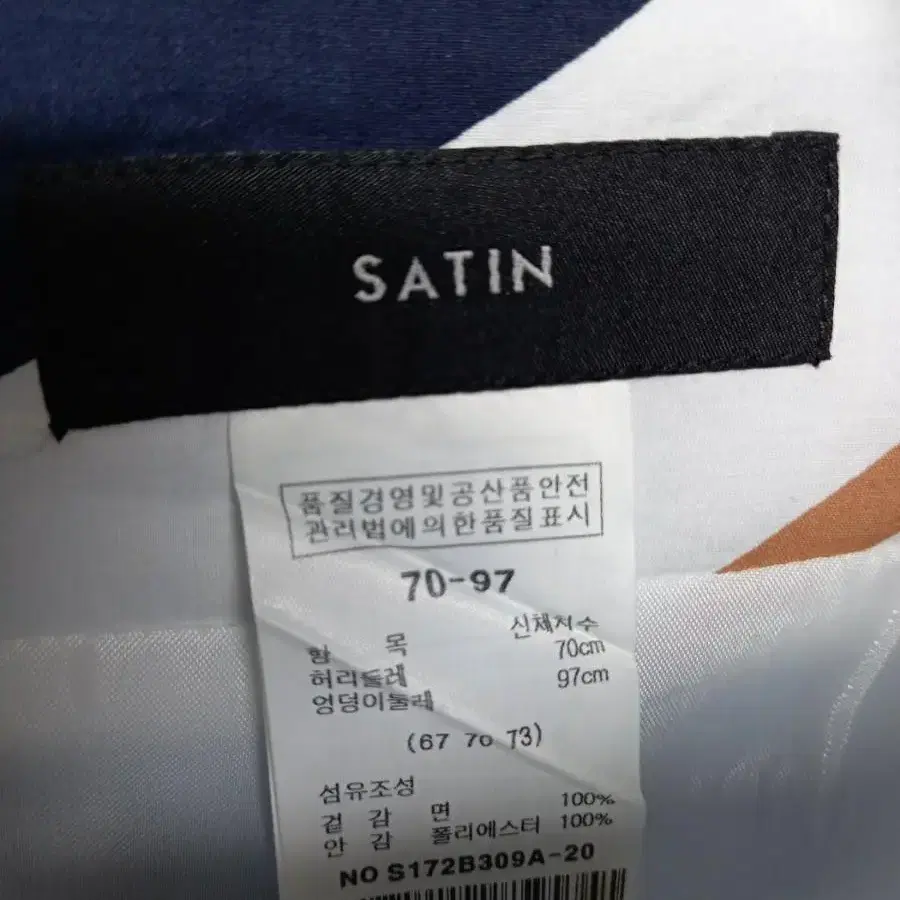 SATIN
품질경영및공산품안전
관리법에의한품질표시
70-97
항 목 신체치수
허리둘레 70cm
엉덩이둘레 97cm
(67 70 73)
섬유조성
겉 감 면 100%
안 감 폴리에스터 100%
NO S172B309A-20